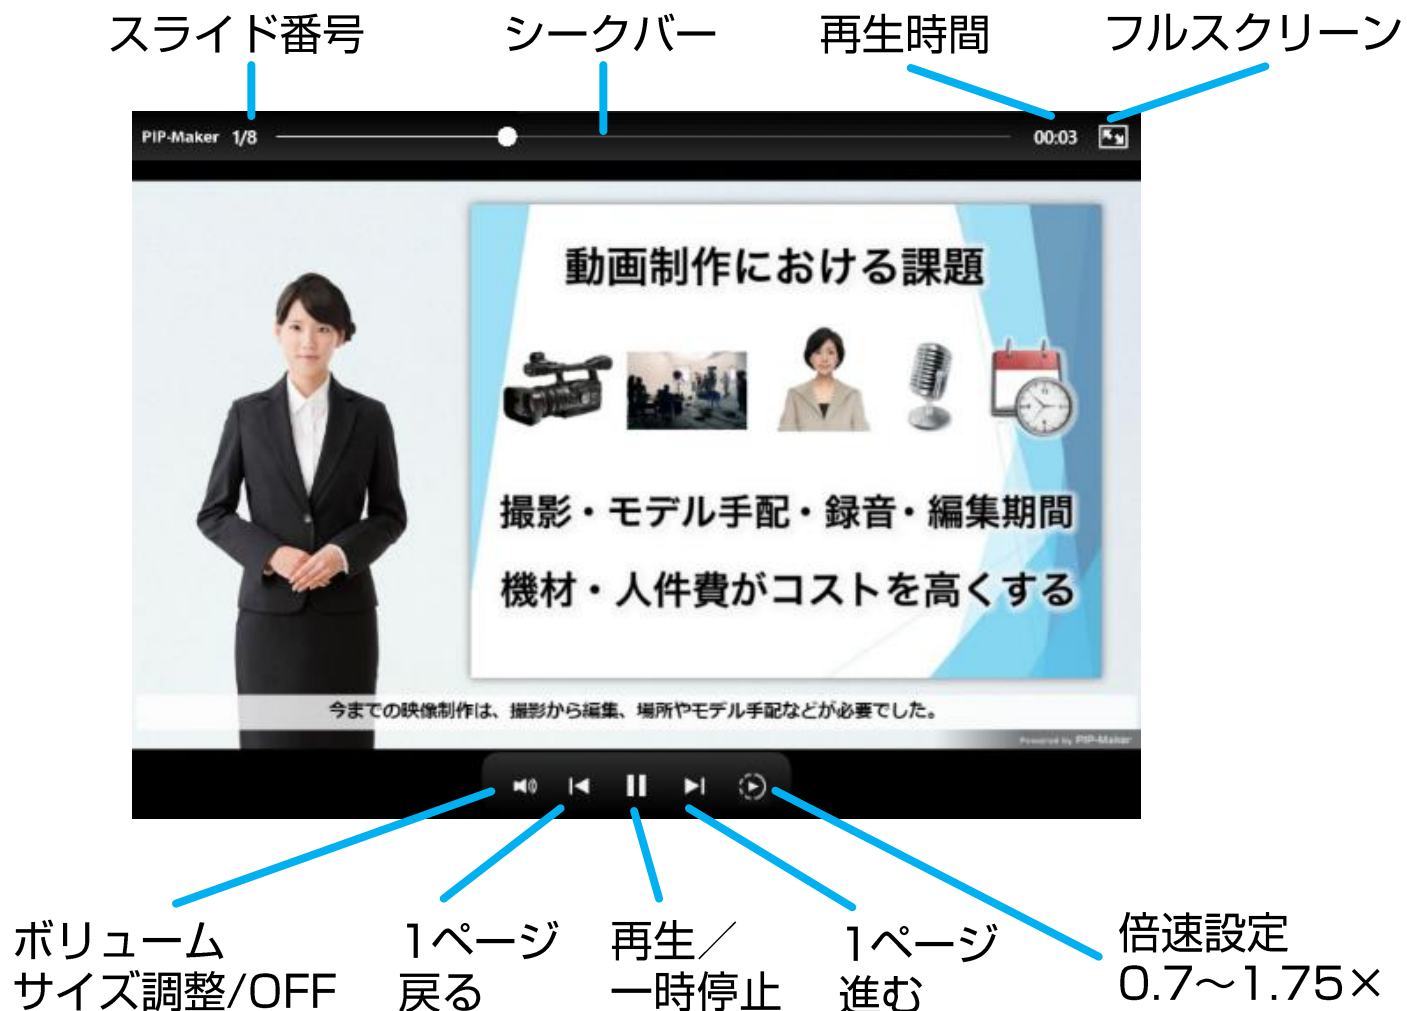 スライド番号
シークバー
再生時間
フルスクリーン
PIP-Maker 1/8
00:03
動画制作における課題
撮影・モデル手配・録音・編集期間
機材・人件費がコストを高くする
今までの映像制作は、撮影から編集、場所やモデル手配などが必要でした。
Powered by PIP-Maker
ボリューム
サイズ調整/OFF
1ページ
戻る
再生／
一時停止
1ページ
進む
倍速設定
0.7～1.75×